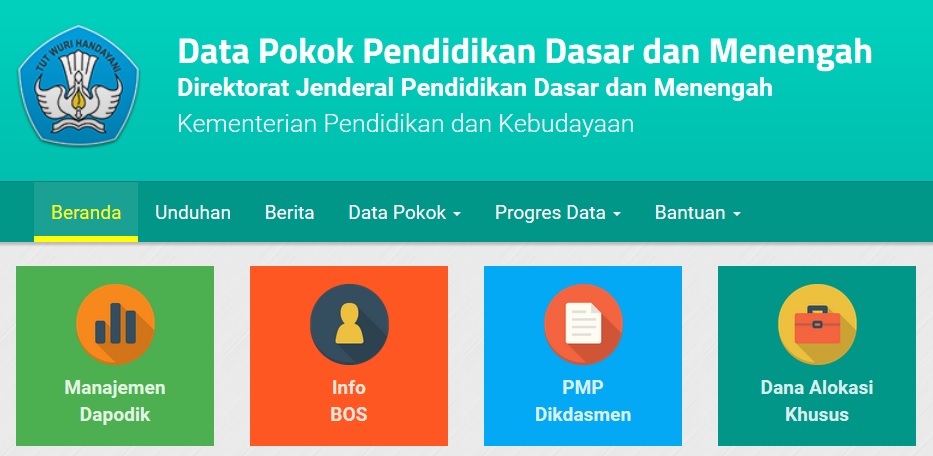 TUT WURI HANDAYANI
Data Pokok Pendidikan Dasar dan Menengah
Direktorat Jenderal Pendidikan Dasar dan Menengah
Kementerian Pendidikan dan Kebudayaan
Beranda Unduhan Berita Data Pokok Progres Data Bantuan
Manajemen
Dapodik
Info
BOS
PMP
Dikdasmen
Dana Alokasi
Khusus